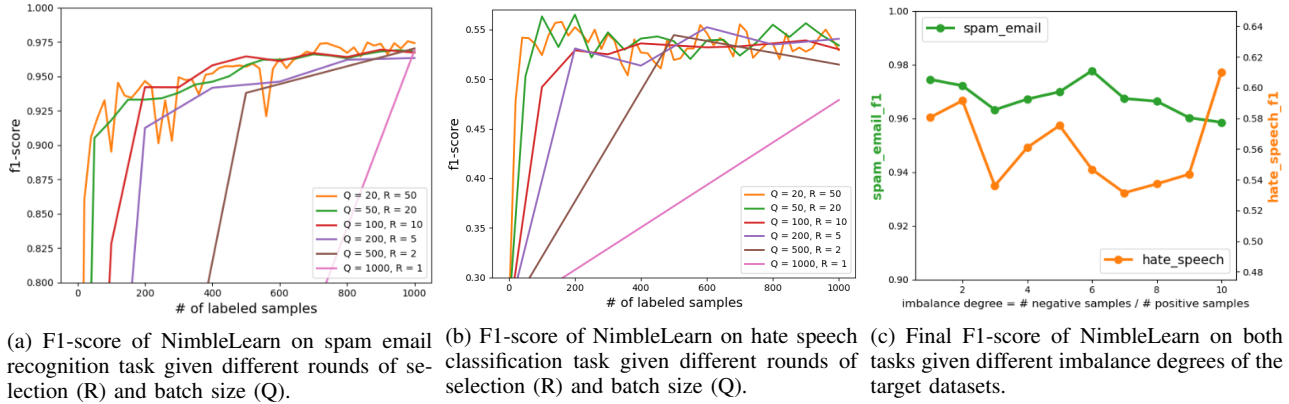 1.000
0.975
0.950
0.925
0.900
0.875
0.850
0.825
0.800
f1-score
0
200
400
600
800
1000
# of labeled samples
Q = 20, R = 50
Q = 50, R = 20
Q = 100, R = 10
Q = 200, R = 5
Q = 500, R = 2
Q = 1000, R = 1
(a) F1-score of NimbleLearn on spam email
recognition task given different rounds of se-
lection (R) and batch size (Q).
0.55
0.50
0.45
0.40
0.35
0.30
f1-score
0
200
400
600
800
1000
# of labeled samples
Q = 20, R = 50
Q = 50, R = 20
Q = 100, R = 10
Q = 200, R = 5
Q = 500, R = 2
Q = 1000, R = 1
(b) F1-score of NimbleLearn on hate speech
classification task given different rounds of
selection (R) and batch size (Q).
1.00
0.98
0.96
0.94
0.92
0.90
spam_email_f1
spam_email
hate_speech
0.64
0.62
0.60
0.58
0.56
0.54
0.52
0.50
0.48
hate_speech_f1
2
4
6
8
10
imbalance degree = # negative samples / # positive samples
(c) Final F1-score of NimbleLearn on both
tasks given different imbalance degrees of the
target datasets.